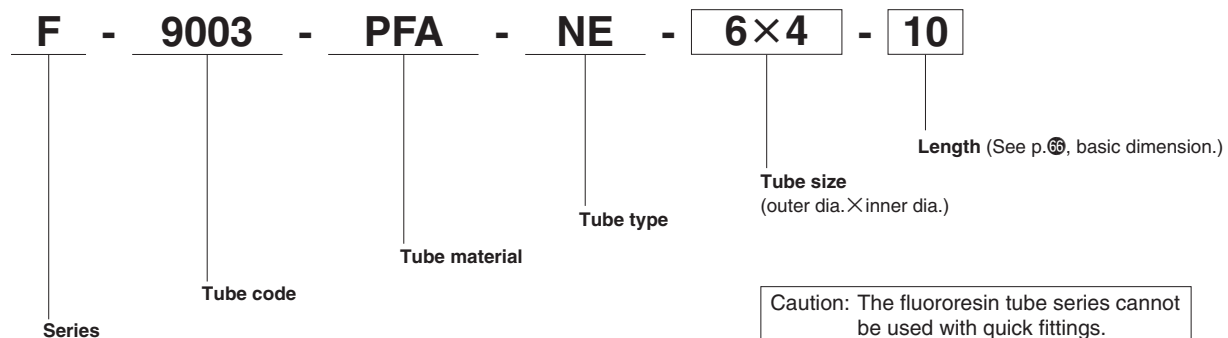 F - 9003 - PFA - NE - 6×4 - 10
Length (See p.66, basic dimension.)
Tube size
(outer dia.×inner dia.)
Tube type
Tube material
Tube code
Series
Caution: The fluororesin tube series cannot
be used with quick fittings.